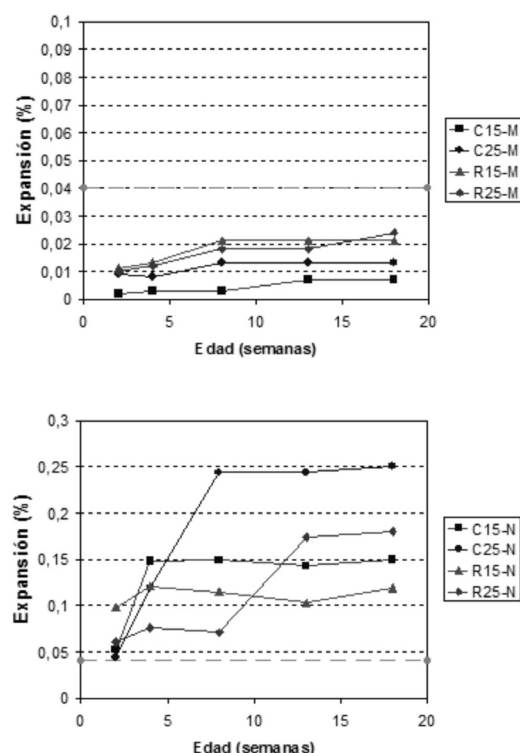 0,1
0,09
0,08
0,07
0,06
0,05
0,04
0,03
0,02
0,01
0
Expansión (%)
0 5 10 15 20
Edad (semanas)
C15-M
C25-M
R15-M
R25-M
0,3
0,25
0,2
0,15
0,1
0,05
0
Expansión (%)
0 5 10 15 20
Edad (semanas)
C15-N
C25-N
R15-N
R25-N